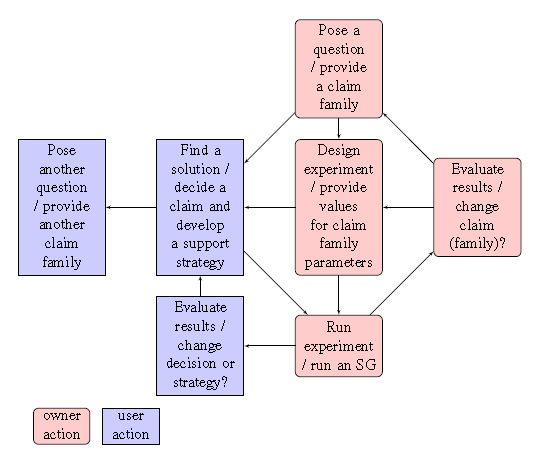 Pose a
question
/ provide
a claim
family
Pose
another
question
/ provide
another
claim
family
Find a
solution /
decide a
claim and
develop
a support
strategy
Design
experiment
/ provide
values
for claim
family
parameters
Evaluate
results /
change
claim
(family)?
Evaluate
results /
change
decision or
strategy?
Run
experiment
/ run an SG
owner
action
user
action